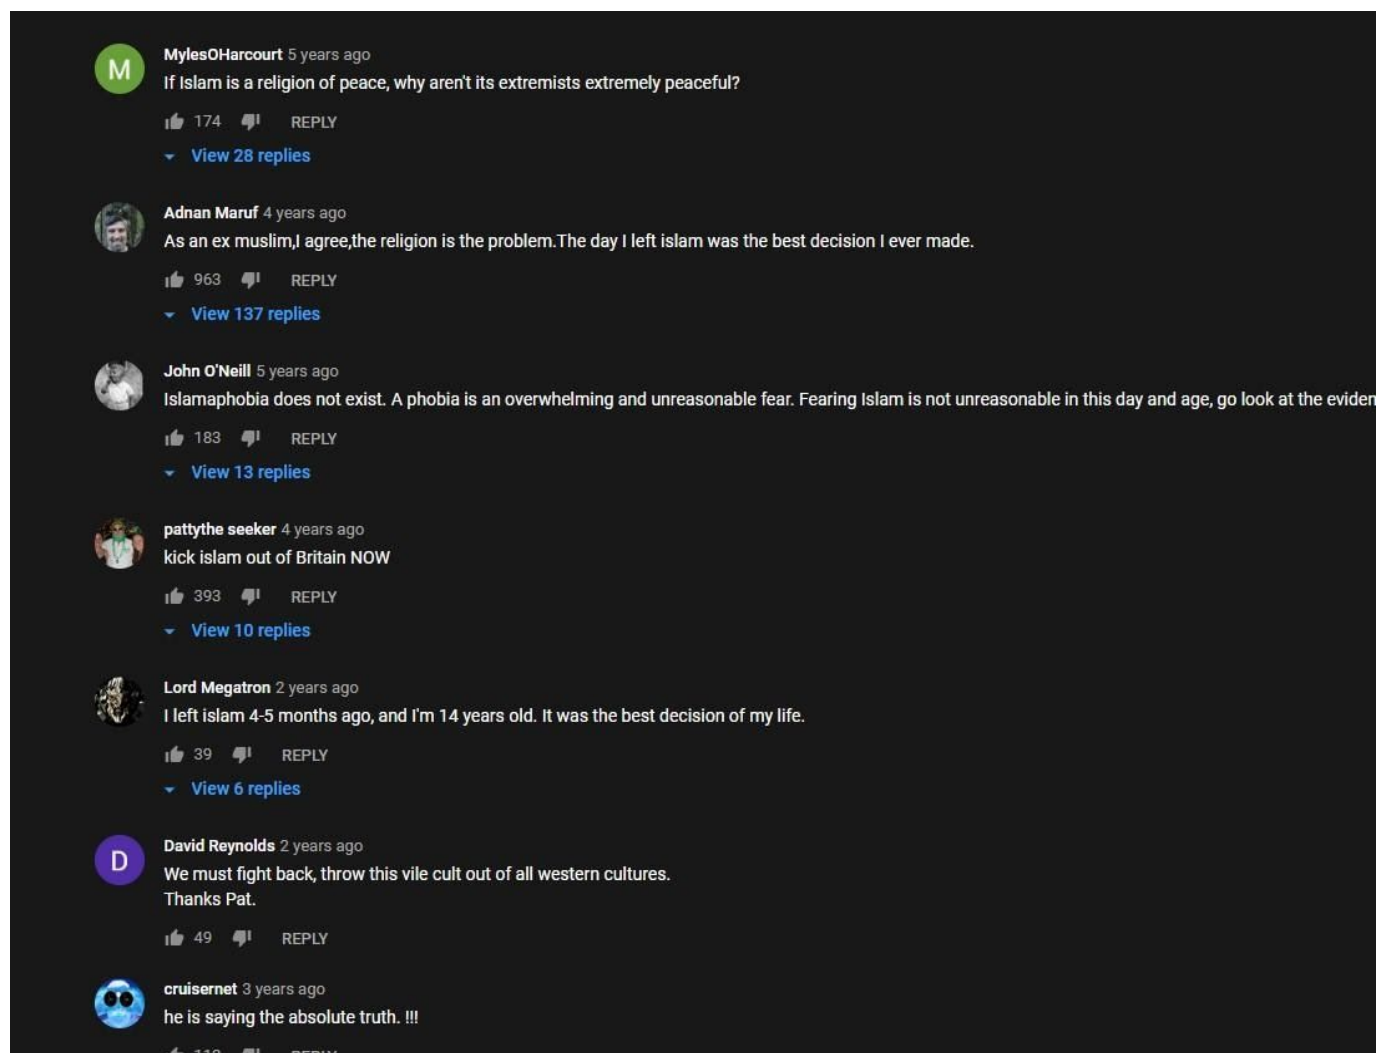 M
MylesOHarcourt 5 years ago
If Islam is a religion of peace, why aren't its extremists extremely peaceful?
174 REPLY
View 28 replies
Adnan Maruf 4 years ago
As an ex muslim,I agree,the religion is the problem.The day I left islam was the best decision I ever made.
963 REPLY
View 137 replies
John O'Neill 5 years ago
Islamaphobia does not exist. A phobia is an overwhelming and unreasonable fear. Fearing Islam is not unreasonable in this day and age, go look at the eviden
183 REPLY
View 13 replies
pattythe seeker 4 years ago
kick islam out of Britain NOW
393 REPLY
View 10 replies
Lord Megatron 2 years ago
I left islam 4-5 months ago, and I'm 14 years old. It was the best decision of my life.
39 REPLY
View 6 replies
D
David Reynolds 2 years ago
We must fight back, throw this vile cult out of all western cultures.
Thanks Pat.
49 REPLY
cruisernet 3 years ago
he is saying the absolute truth. !!!
REPLY